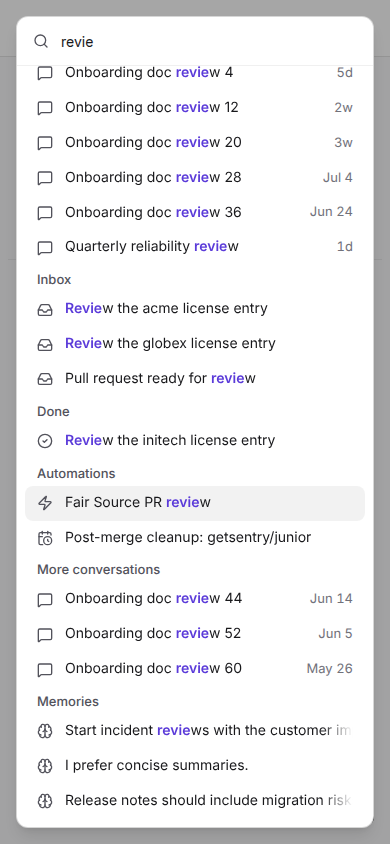 revie
Onboarding doc review 4 5d
Onboarding doc review 12 2w
Onboarding doc review 20 3w
Onboarding doc review 28 Jul 4
Onboarding doc review 36 Jun 24
Quarterly reliability review 1d
Inbox
Review the acme license entry
Review the globex license entry
Pull request ready for review
Done
Review the initech license entry
Automations
Fair Source PR review
Post-merge cleanup: getsentry/junior
More conversations
Onboarding doc review 44 Jun 14
Onboarding doc review 52 Jun 5
Onboarding doc review 60 May 26
Memories
Start incident reviews with the customer im
I prefer concise summaries.
Release notes should include migration risk